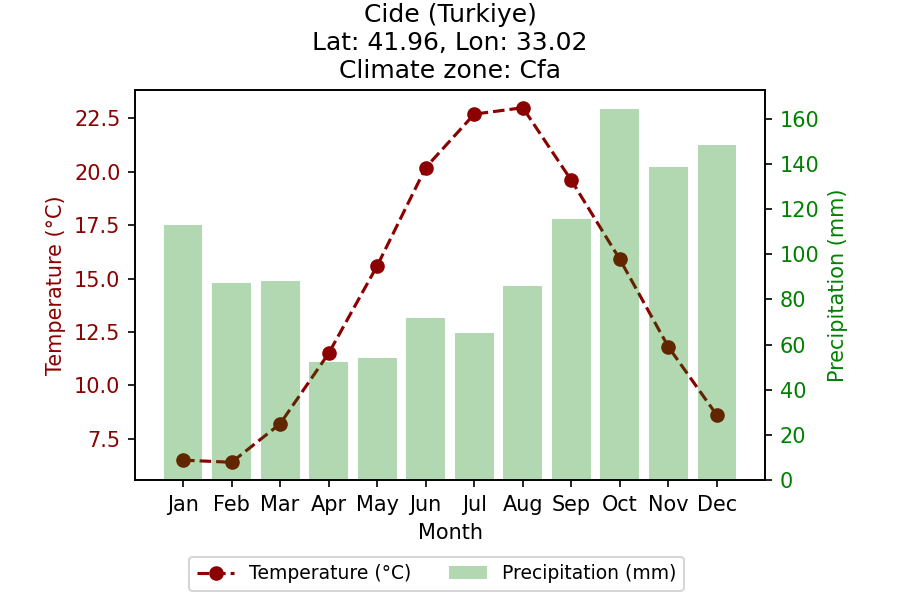 Cide (Turkiye)
Lat: 41.96, Lon: 33.02
Climate zone: Cfa
Temperature (°C)
22.5
20.0
17.5
15.0
12.5
10.0
7.5
160
140
120
100
80
60
40
20
0
Precipitation (mm)
Jan Feb Mar Apr May Jun Jul Aug Sep Oct Nov Dec
Month
Temperature (°C) Precipitation (mm)